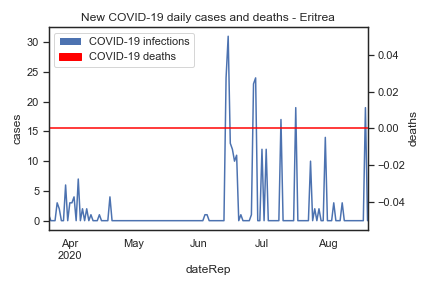 New COVID-19 daily cases and deaths - Eritrea
COVID-19 infections
COVID-19 deaths
30
25
20
15
10
5
0
cases
0.04
0.02
0.00
−0.02
−0.04
deaths
Apr
2020
May
Jun
Jul
Aug
dateRep